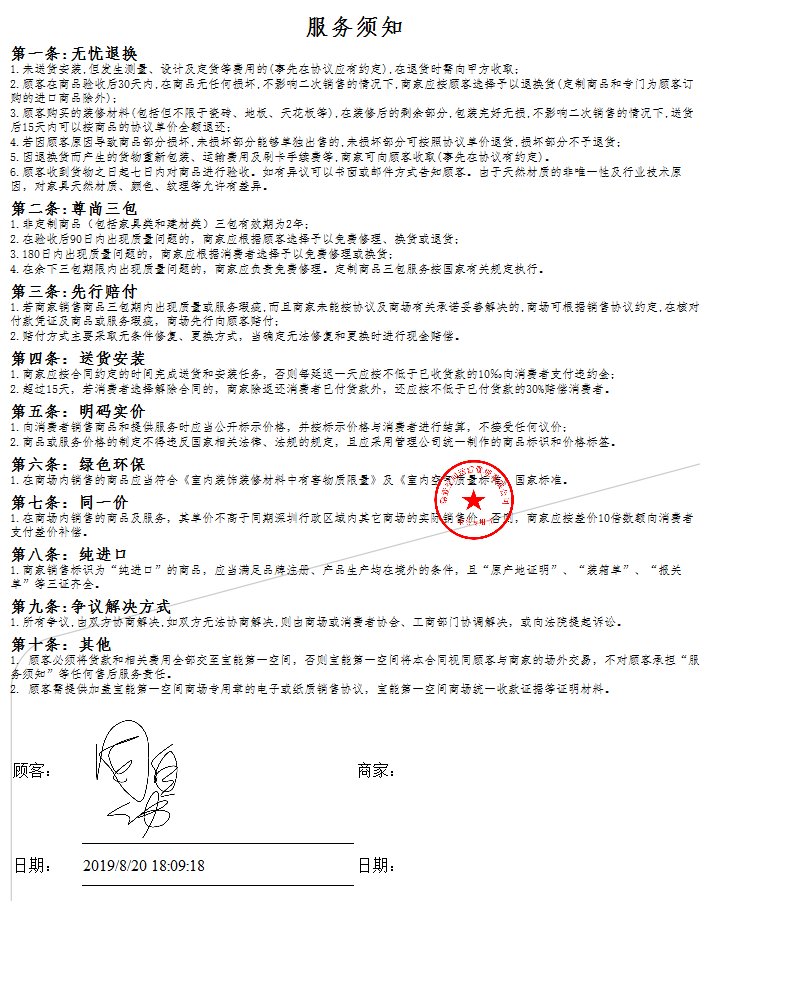 服务须知
第一条:无忧退换
1.未送货安装,但发生测量、设计及定货等费用的(事先在协议应有约定),在退货时需向甲方收取;
2.顾客在商品验收后30天内,在商品无任何损坏,不影响二次销售的情况下,商家应按顾客选择予以退换货(定制商品和专门为顾客订
购的进口商品除外);
3.顾客购买的装修材料(包括但不限于瓷砖、地板、天花板等),在装修后的剩余部分,包装完好无损,不影响二次销售的情况下,送货
后15天内可以按商品的协议单价全额退还;
4.若因顾客原因导致商品部分损坏,未损坏部分能够单独出售的,未损坏部分可按照协议单价退货,损坏部分不予退货;
5.因退换货而产生的货物重新包装、运输费用及刷卡手续费等,商家可向顾客收取(事先在协议有约定)。
6.顾客收到货物之日起七日内对商品进行验收。如有异议可以书面或邮件方式告知顾客。由于天然材质的非唯一性及行业技术原
因，对家具天然材质、颜色、纹理等允许有差异。
第二条:尊尚三包
1.非定制商品（包括家具类和建材类）三包有效期为2年;
2.在验收后90日内出现质量问题的，商家应根据顾客选择予以免费修理、换货或退货;
3.180日内出现质量问题的，商家应根据消费者选择予以免费修理或换货;
4.在余下三包期限内出现质量问题的，商家应负责免费修理。定制商品三包服务按国家有关规定执行。
第三条:先行赔付
1.若商家销售商品三包期内出现质量或服务瑕疵,而且商家未能按协议及商场有关承诺妥善解决的,商场可根据销售协议约定,在核对
付款凭证及商品或服务瑕疵，商场先行向顾客赔付;
2.赔付方式主要采取无条件修复、更换方式，当确定无法修复和更换时进行现金赔偿。
第四条：送货安装
1.商家应按合同约定的时间完成送货和安装任务，否则每延迟一天应按不低于已收货款的10‰向消费者支付违约金;
2.超过15天，若消费者选择解除合同的，商家除返还消费者已付货款外，还应按不低于已付货款的30%赔偿消费者。
第五条：明码实价
1.向消费者销售商品和提供服务时应当公开标示价格，并按标示价格与消费者进行结算，不接受任何议价;
2.商品或服务价格的制定不得违反国家相关法律、法规的规定，且应采用管理公司统一制作的商品标识和价格标签。
第六条：绿色环保
1.在商场内销售的商品应当符合《室内装饰装修材料中有害物质限量》及《室内空气质量标准》国家标准。
第七条：同一价
1.在商场内销售的商品及服务，其单价不高于同期深圳行政区域内其它商场的实际销售价。否则，商家应按差价10倍数额向消费者
支付差价补偿。
第八条：纯进口
1.商家销售标识为“纯进口”的商品，应当满足品牌注册、产品生产均在境外的条件，且“原产地证明”、“装箱单”、“报关
单”等三证齐全。
第九条:争议解决方式
1.所有争议,由双方协商解决,如双方无法协商解决,则由商场或消费者协会、工商部门协调解决，或向法院提起诉讼。
第十条：其他
1. 顾客必须将货款和相关费用全部交至宝能第一空间，否则宝能第一空间将本合同视同顾客与商家的场外交易，不对顾客承担“服
务须知”等任何售后服务责任。
2. 顾客需提供加盖宝能第一空间商场专用章的电子或纸质销售协议，宝能第一空间商场统一收款证据等证明材料。
顾客：
商家：
日期： 2019/8/20 18:09:18
日期：